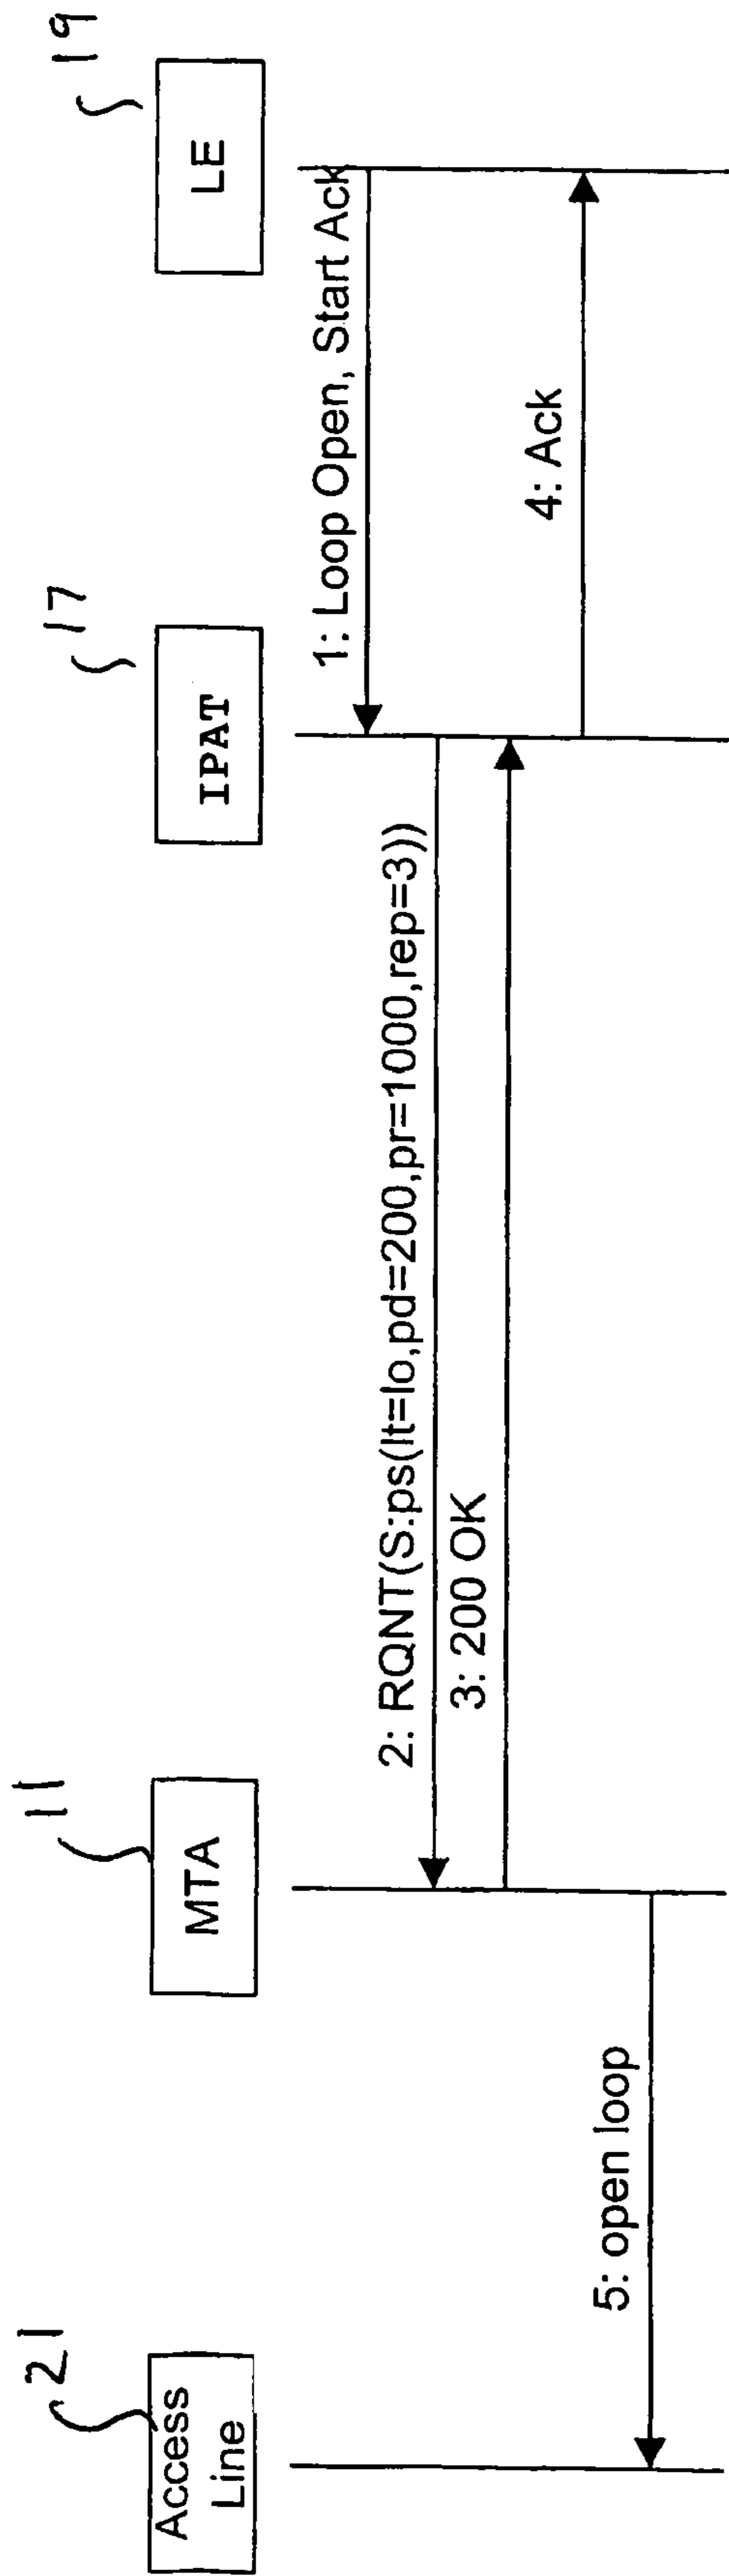 21
11
17
19
Access
Line
MTA
IPAT
LE
1: Loop Open, Start Ack
2: RQNT(S:ps(lt=lo,pd=200,pr=1000,rep=3))
3: 200 OK
4: Ack
5: open loop